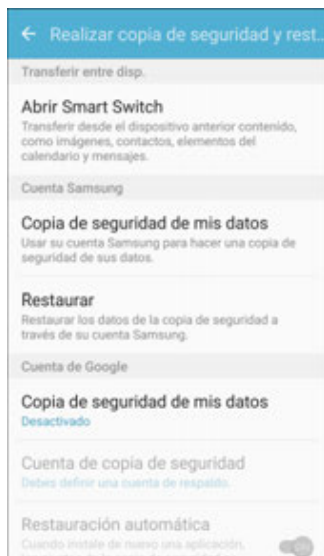 Realizar copia de seguridad y rest...
Transferir entre disp.
Abrir Smart Switch
Transferir desde el dispositivo anterior contenido,
como imágenes, contactos, elementos del
calendario y mensajes.
Cuenta Samsung
Copia de seguridad de mis datos
Usar su cuenta Samsung para hacer una copia de
seguridad de sus datos.
Restaurar
Restaurar los datos de la copia de seguridad a
través de su cuenta Samsung.
Cuenta de Google
Copia de seguridad de mis datos
Desactivado
Cuenta de copia de seguridad
Debes definir una cuenta de respaldo.
Restauración automática
Cuando instale de nuevo una aplicación,